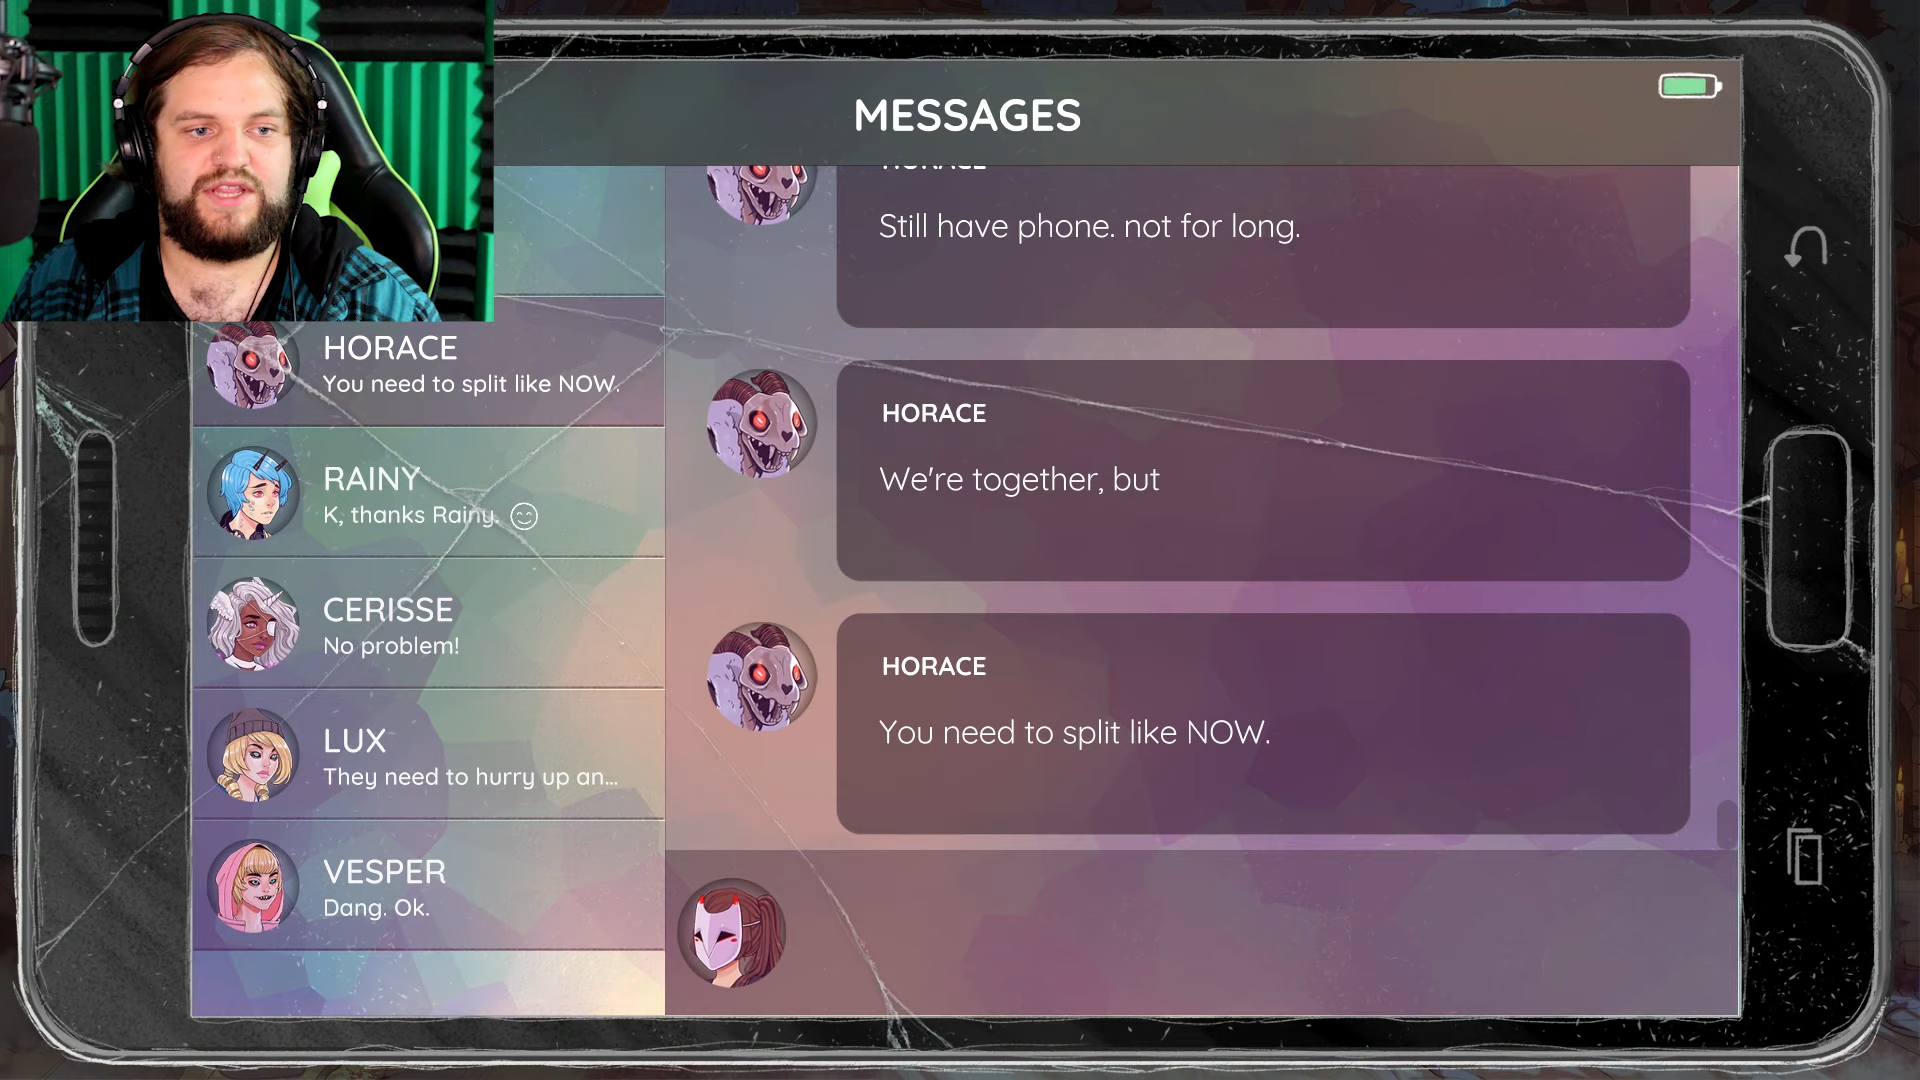 MESSAGES
HORACE
You need to split like NOW.
RAINY
K, thanks Rainy. 😊
CERISSE
No problem!
LUX
They need to hurry up an...
VESPER
Dang. Ok.
HORACE
Still have phone. not for long.
HORACE
We're together, but
HORACE
You need to split like NOW.